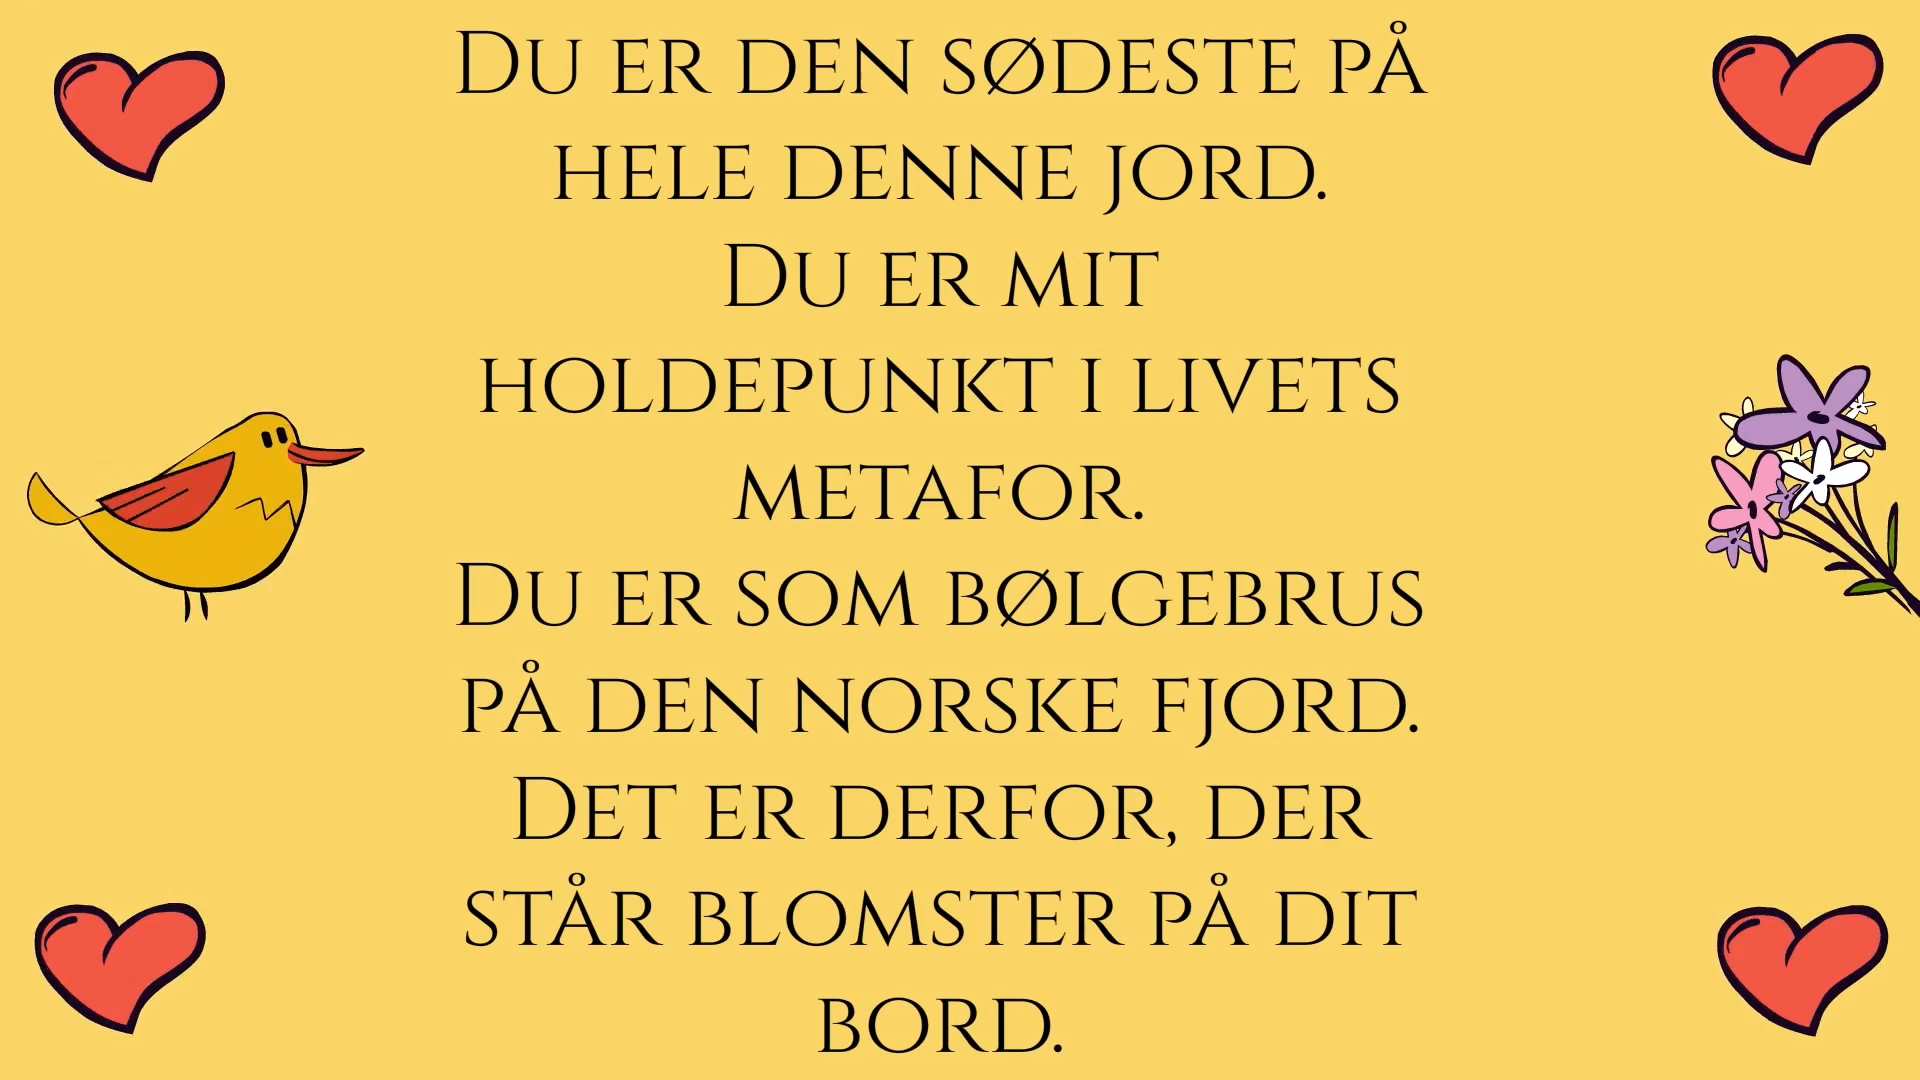 Du er den sødeste på
hele denne jord.
Du er mit
holdepunkt i livets
metafor.
Du er som bølgebrus
på den norske fjord.
Det er derfor, der
står blomster på dit
bord.